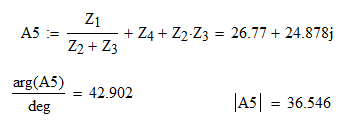 A5 := Z₁/(Z₂ + Z₃) + Z₄ + Z₂·Z₃ = 26.77 + 24.878j
arg(A5)/deg = 42.902 |A5| = 36.546